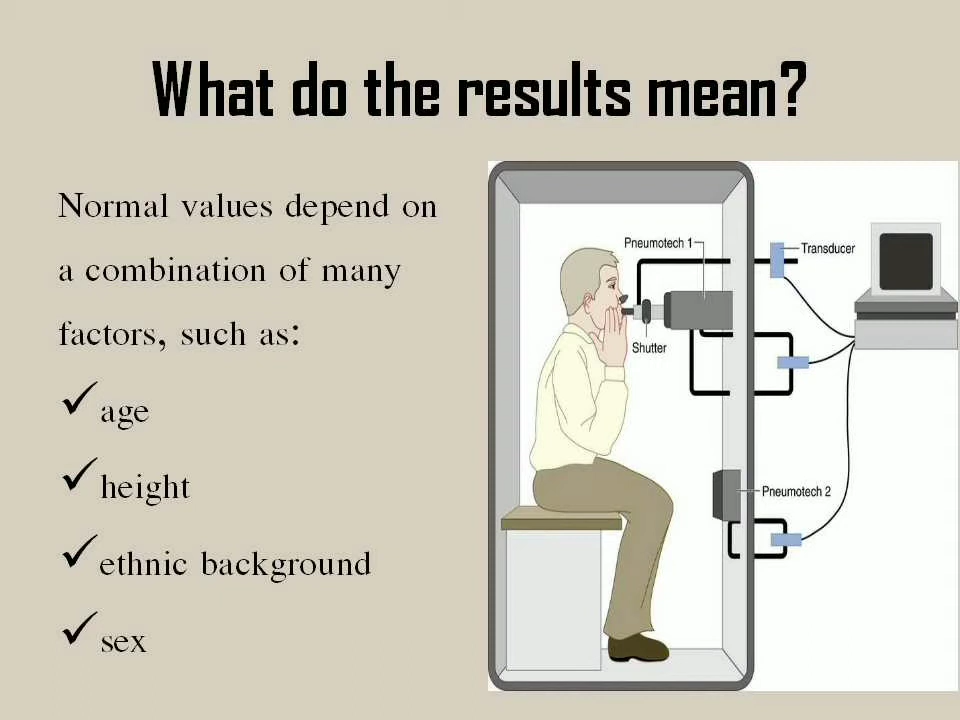 What do the results mean?
Normal values depend on
a combination of many
factors, such as:
✓age
✓height
✓ethnic background
✓sex
Pneumotech 1
Transducer
Shutter
Pneumotech 2